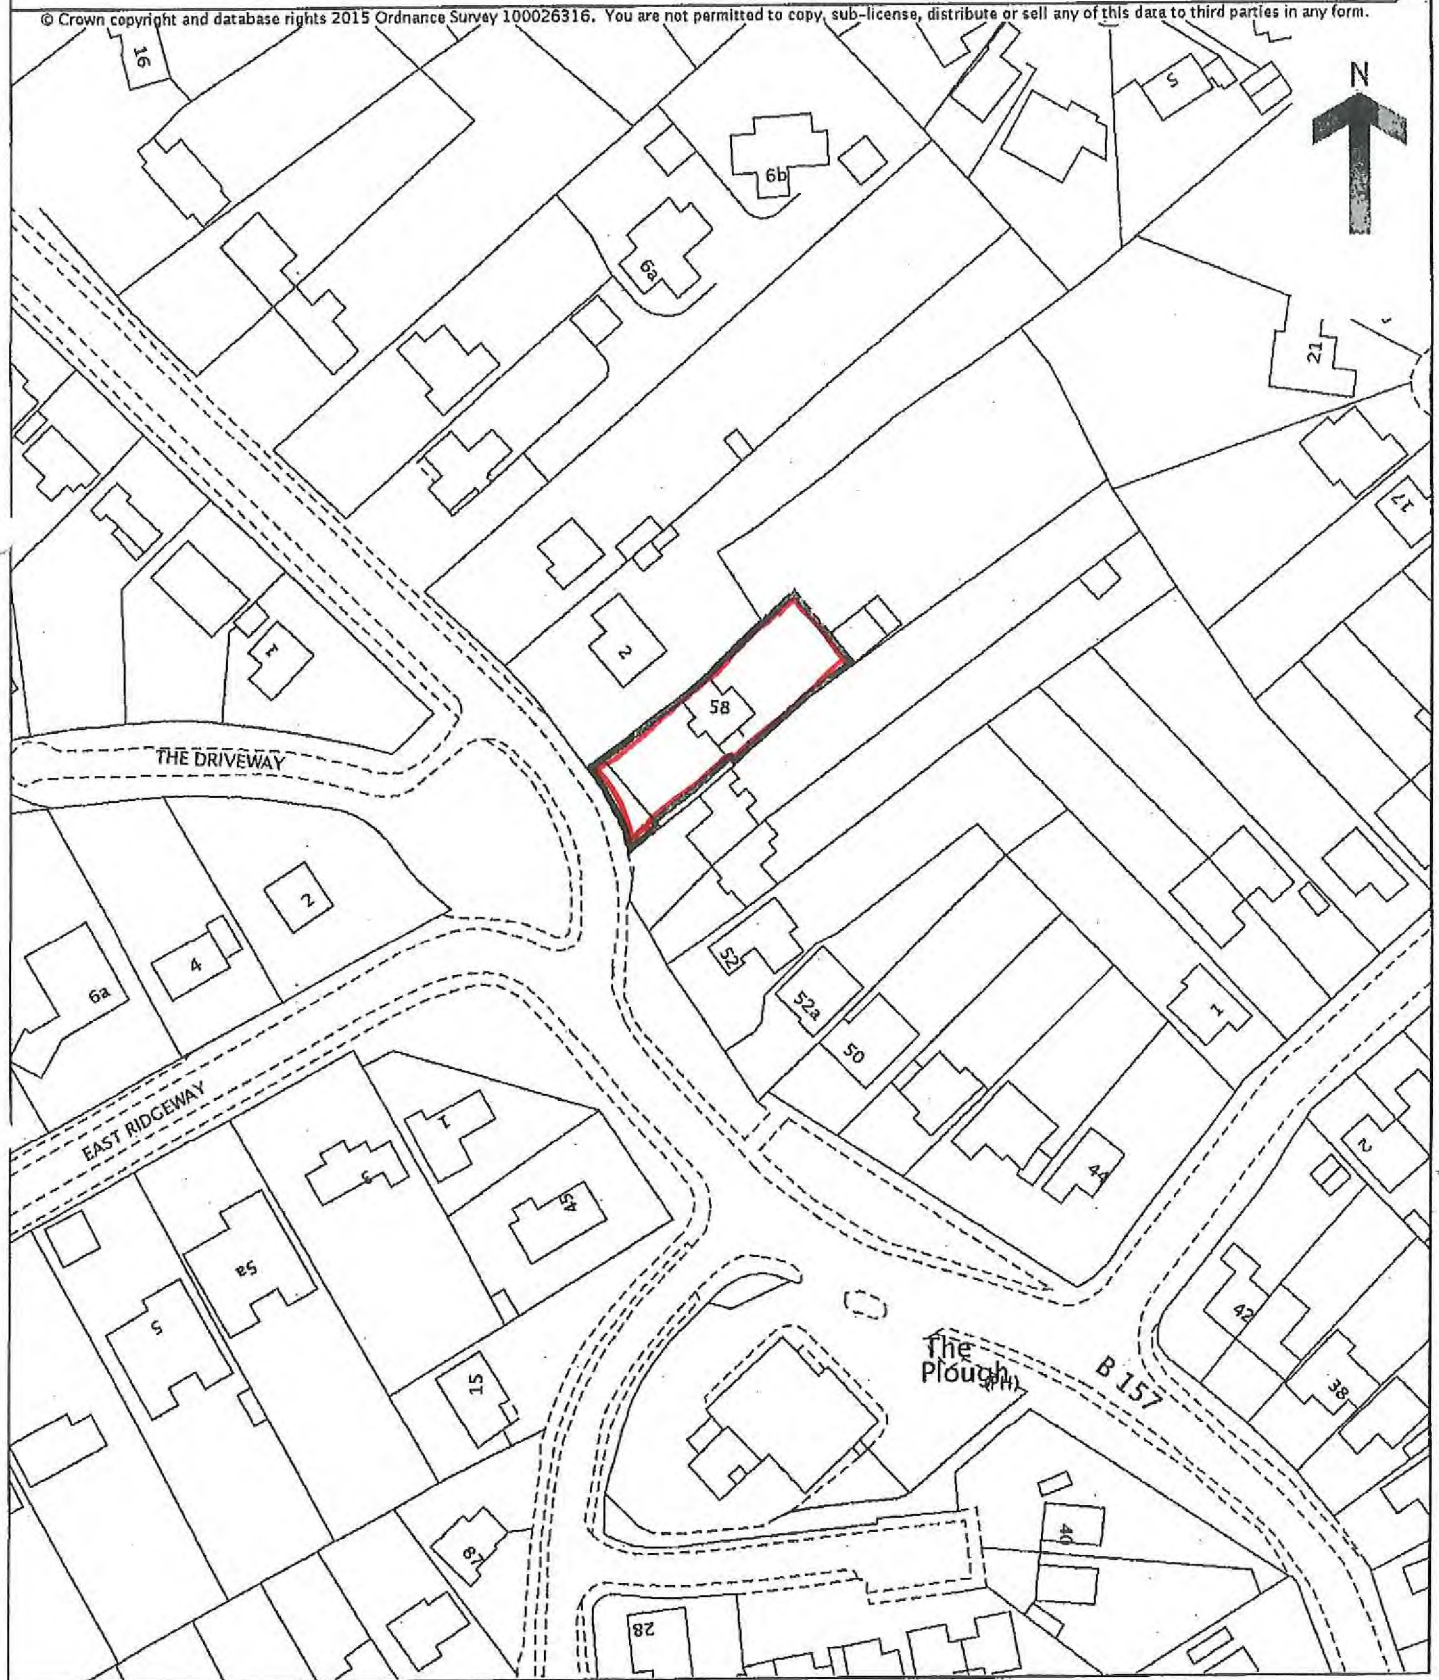 © Crown copyright and database rights 2015 Ordnance Survey 100026316. You are not permitted to copy, sub-license, distribute or sell any of this data to third parties in any form.
16
5
N
6b
6a
21
17
1
2
58
THE DRIVEWAY
2
4
6a
52
52a
50
1
EAST RIDGEWAY
1
3
44
2
45
5a
5
42
The
Plough
(PH)
B 157
38
15
40
67
28